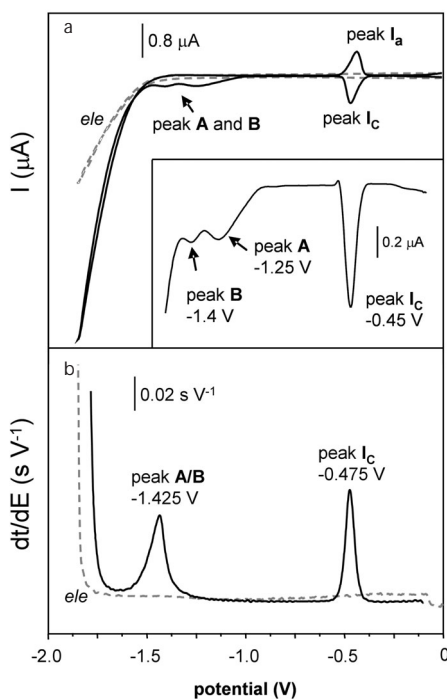 a
0.8 µA
peak Ia
ele
peak A and B
peak IC
I (µA)
peak A
-1.25 V
0.2 µA
peak B
-1.4 V
peak IC
-0.45 V
b
0.02 s V-1
peak A/B
-1.425 V
peak IC
-0.475 V
dt/dE (s V-1)
ele
-2.0 -1.5 -1.0 -0.5 0
potential (V)